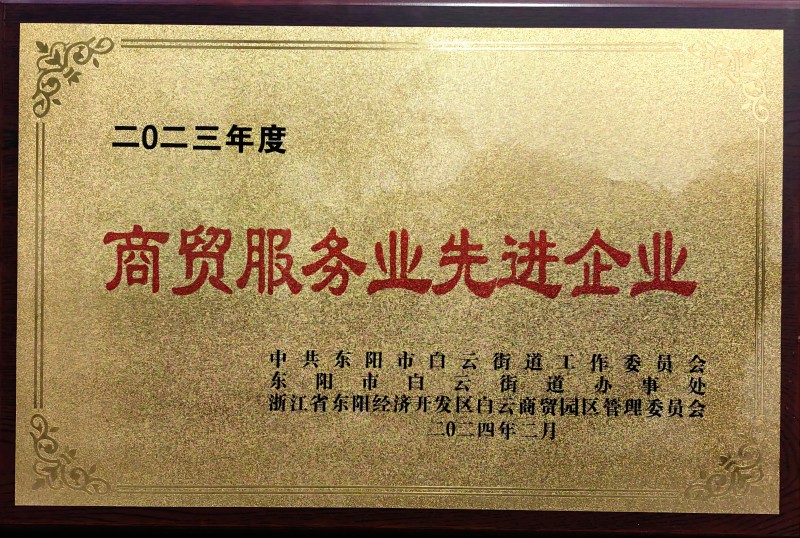 二〇二三年度
商贸服务业先进企业
中共东阳市白云街道工作委员会
东阳市白云街道办事处
浙江省东阳经济开发区白云商贸园区管理委员会
二〇二四年二月